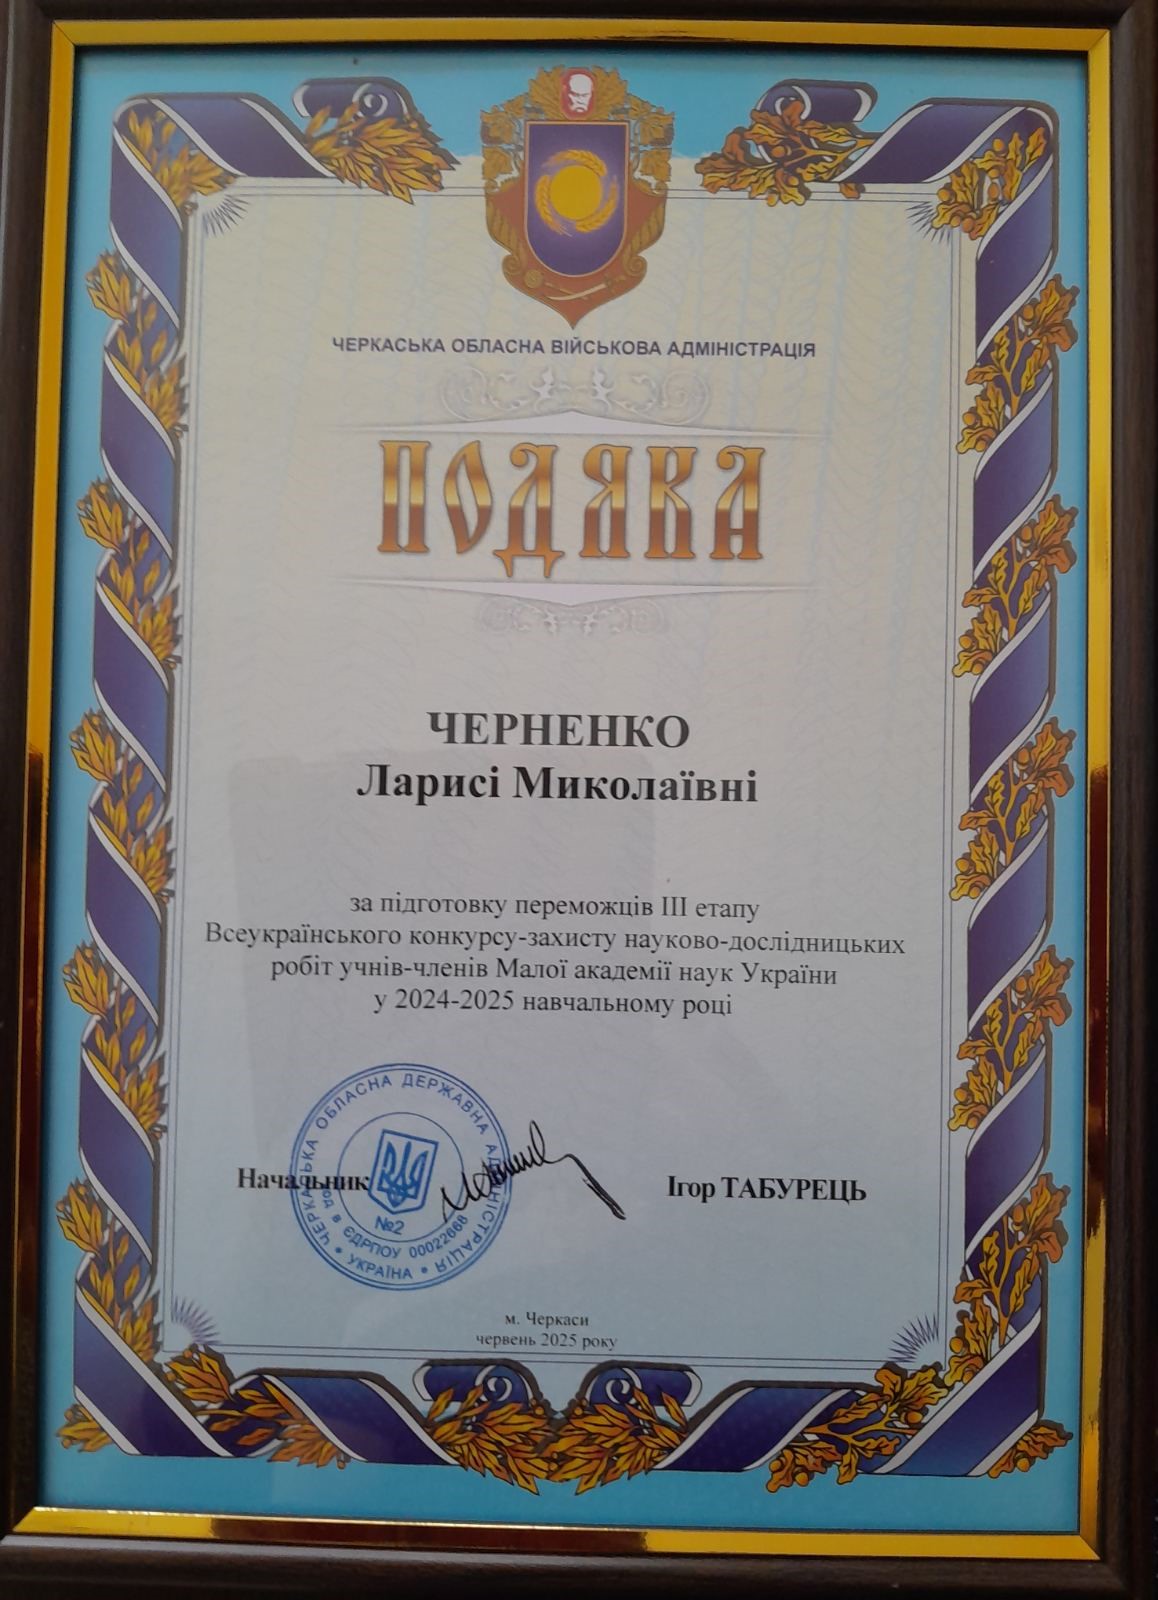 ЧЕРКАСЬКА ОБЛАСНА ВІЙСЬКОВА АДМІНІСТРАЦІЯ
ПОДЯКА
ЧЕРНЕНКО
Ларисі Миколаївні
за підготовку переможців ІІІ етапу
Всеукраїнського конкурсу-захисту науково-дослідницьких
робіт учнів-членів Малої академії наук України
у 2024-2025 навчальному році
Начальник
Ігор ТАБУРЕЦЬ
ЧЕРКАСЬКА ОБЛАСНА ДЕРЖАВНА АДМІНІСТРАЦІЯ • УКРАЇНА •
Код в ЄДРПОУ 00022668
№2
м. Черкаси
червень 2025 року